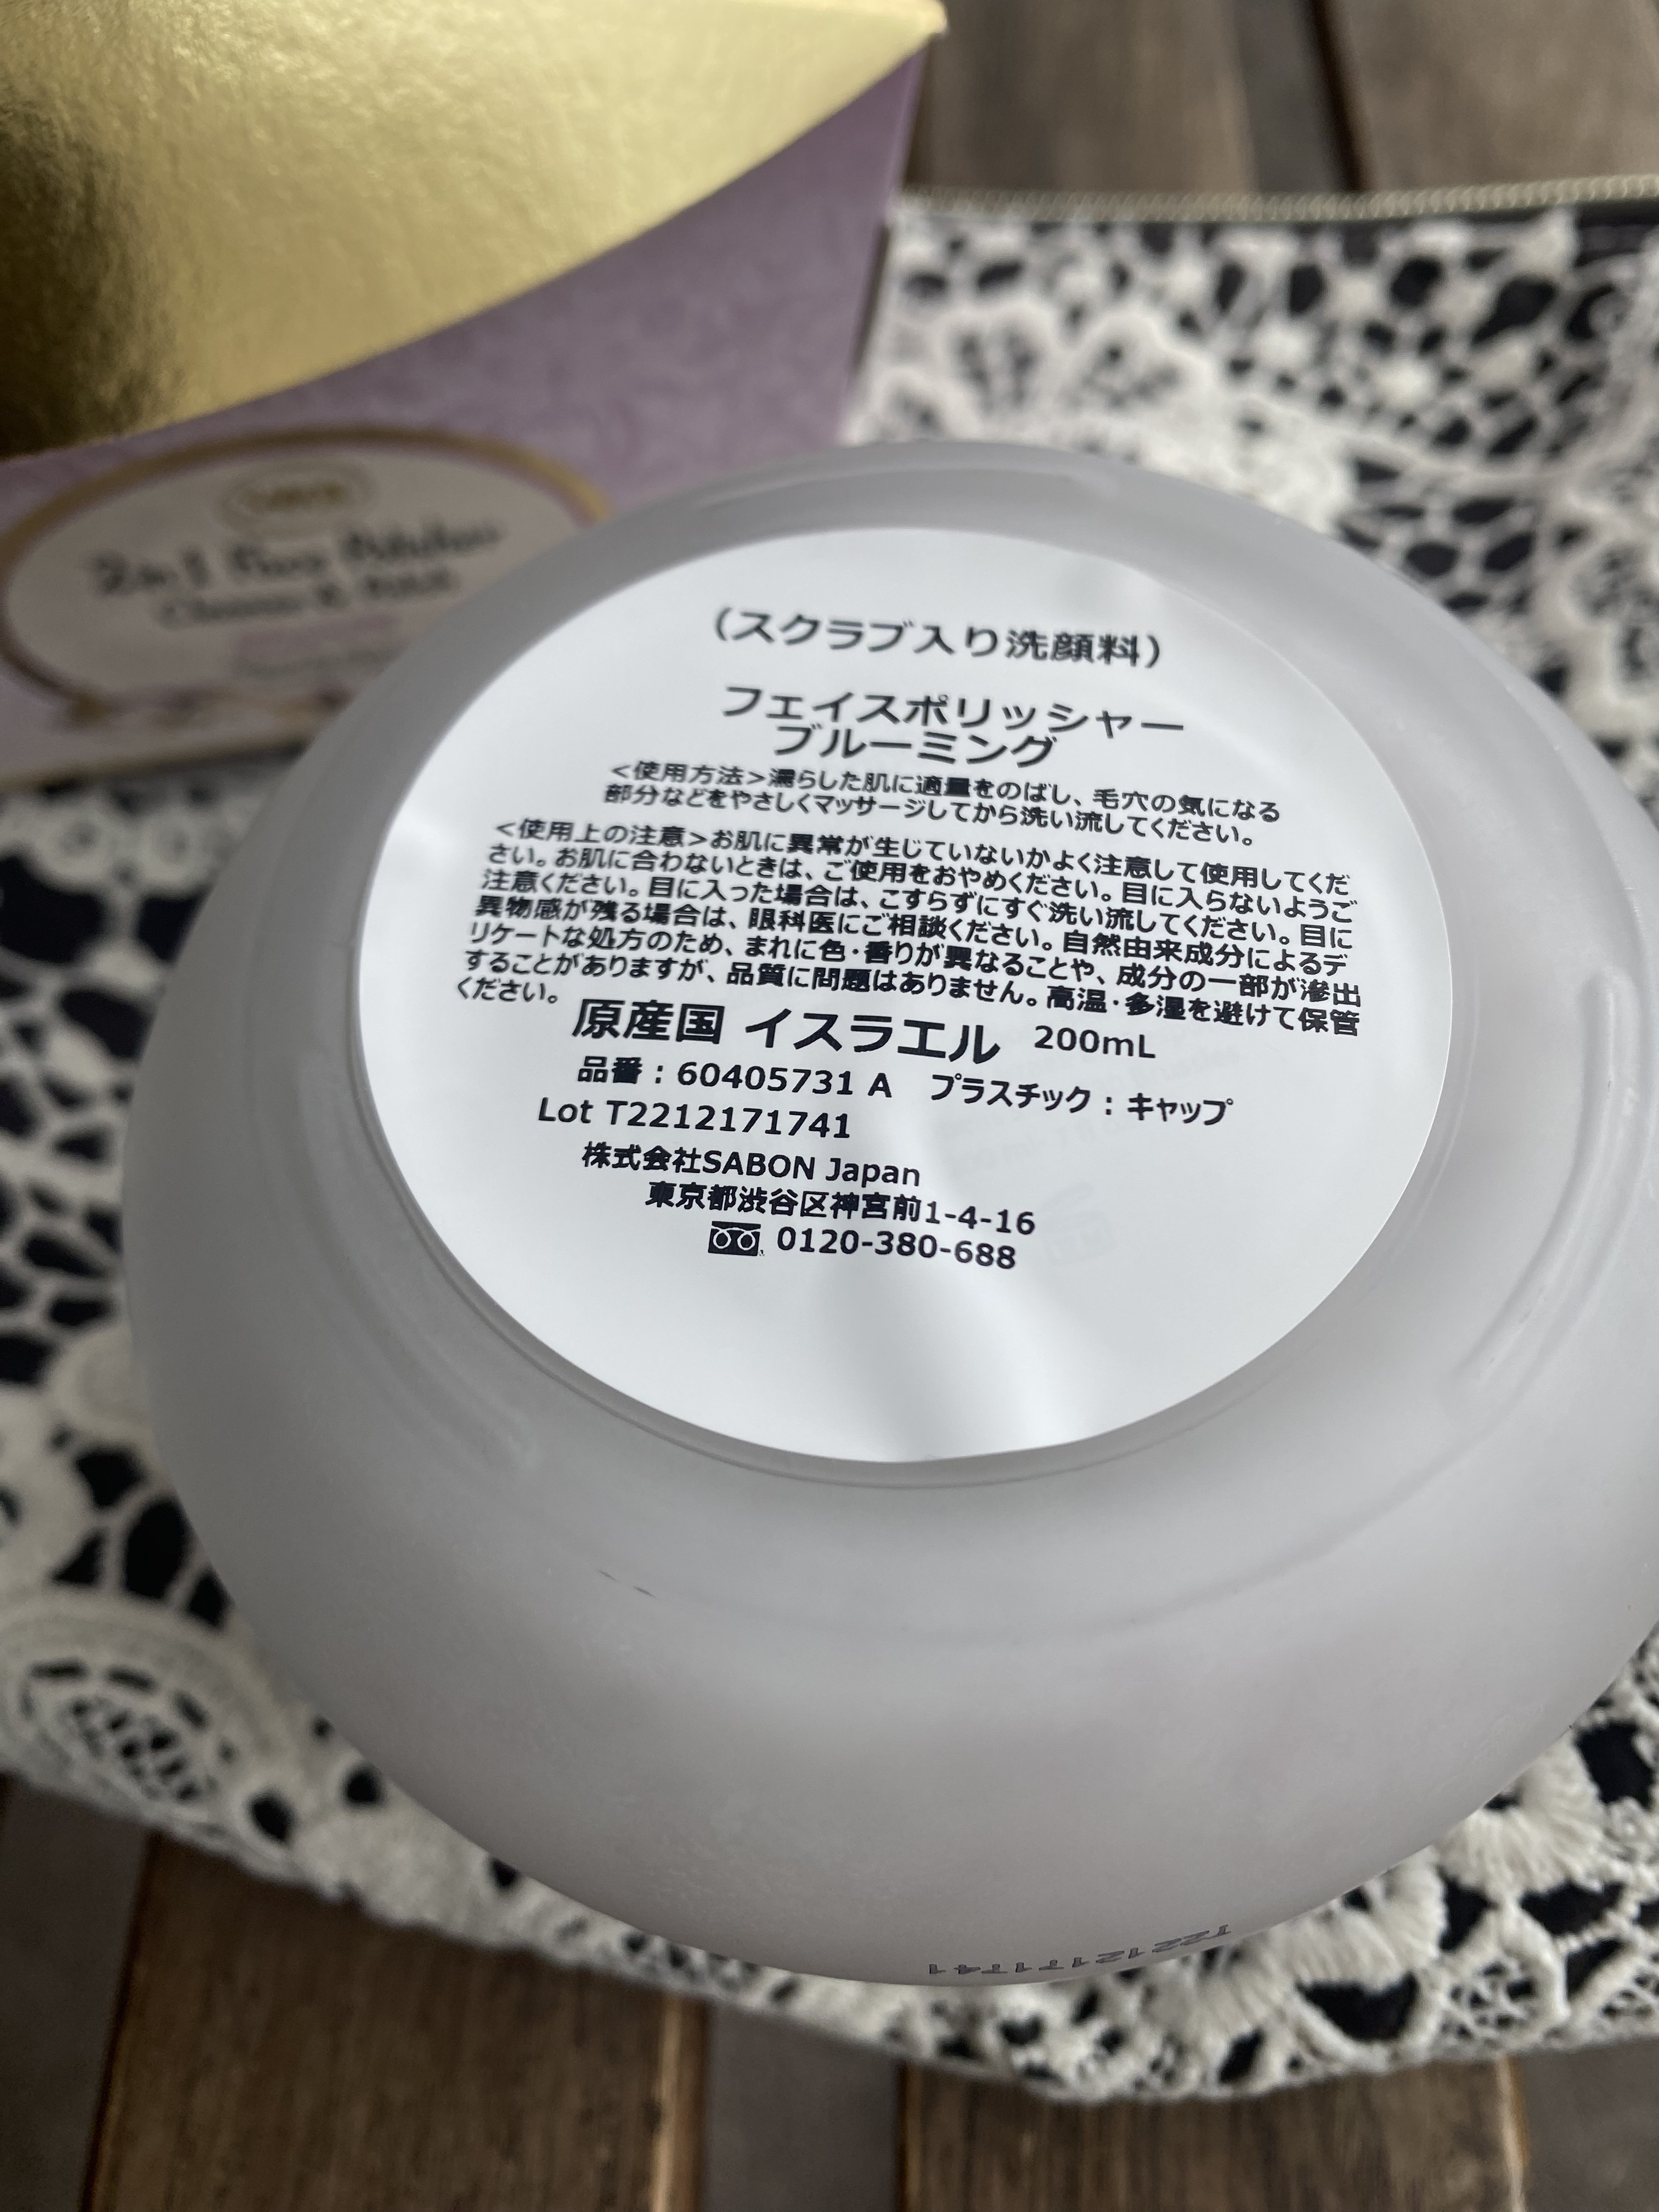 SABON
2 in 1 Face Polisher
Cleanse & Polish
（スクラブ入り洗顔料）
フェイスポリッシャー
ブルーミング
＜使用方法＞濡らした肌に適量をのばし、毛穴の気になる
部分などをやさしくマッサージしてから洗い流してください。
＜使用上の注意＞お肌に異常が生じていないかよく注意して使用してくだ
さい。お肌に合わないときは、ご使用をおやめください。目に入らないようご
注意ください。目に入った場合は、こすらずにすぐ洗い流してください。目に
異物感が残る場合は、眼科医にご相談ください。自然由来成分によるデ
リケートな処方のため、まれに色・香りが異なることや、成分の一部が滲出
することがありますが、品質に問題はありません。高温・多湿を避けて保管
ください。
原産国 イスラエル 200mL
品番：60405731 A プラスチック：キャップ
Lot T2212171741
株式会社SABON Japan
東京都渋谷区神宮前1-4-16
0120-380-688
T2212171741